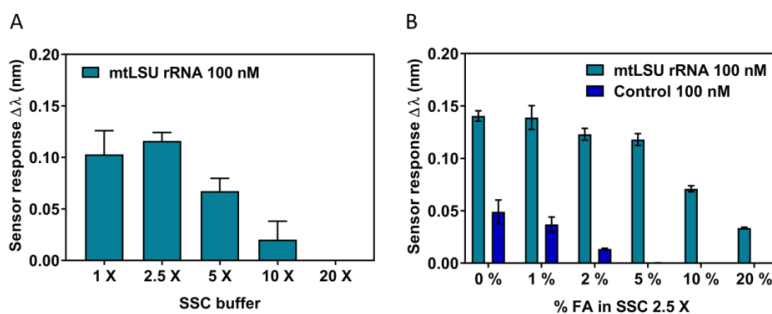 A
Sensor response Δλ (nm)
0.20
0.15
0.10
0.05
0.00
mtLSU rRNA 100 nM
1 X 2.5 X 5 X 10 X 20 X
SSC buffer
B
Sensor response Δλ (nm)
0.20
0.15
0.10
0.05
0.00
mtLSU rRNA 100 nM
Control 100 nM
0 % 1 % 2 % 5 % 10 % 20 %
% FA in SSC 2.5 X